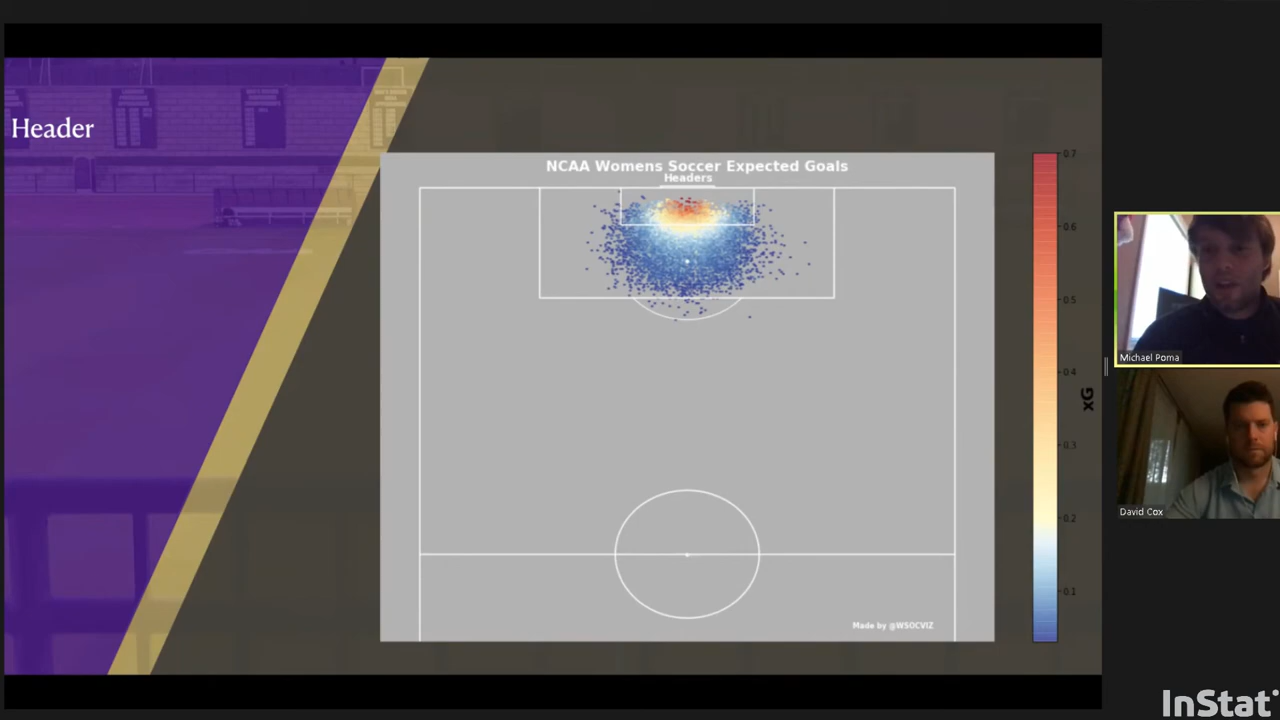 Header
NCAA Womens Soccer Expected Goals
Headers
0.7
0.6
0.5
0.4
0.3
0.2
0.1
xG
Made by @WSOCVIZ
Michael Poma
David Cox
InStat